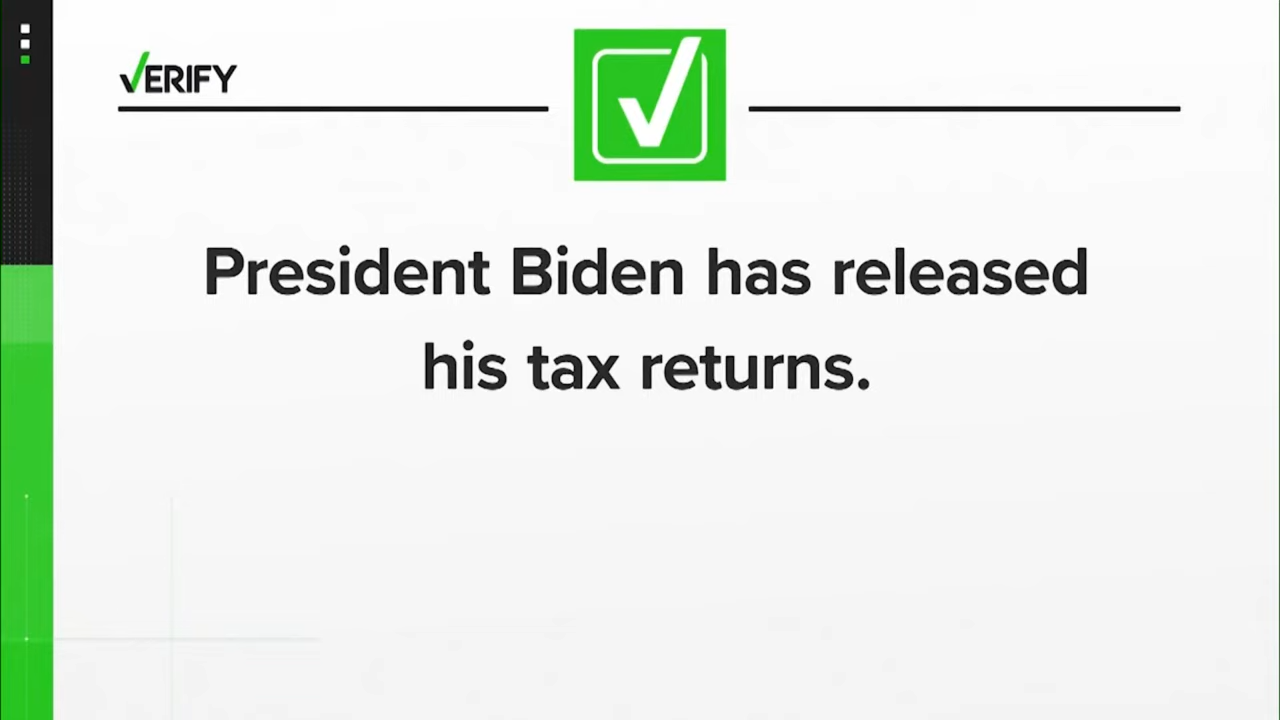 VERIFY
President Biden has released
his tax returns.